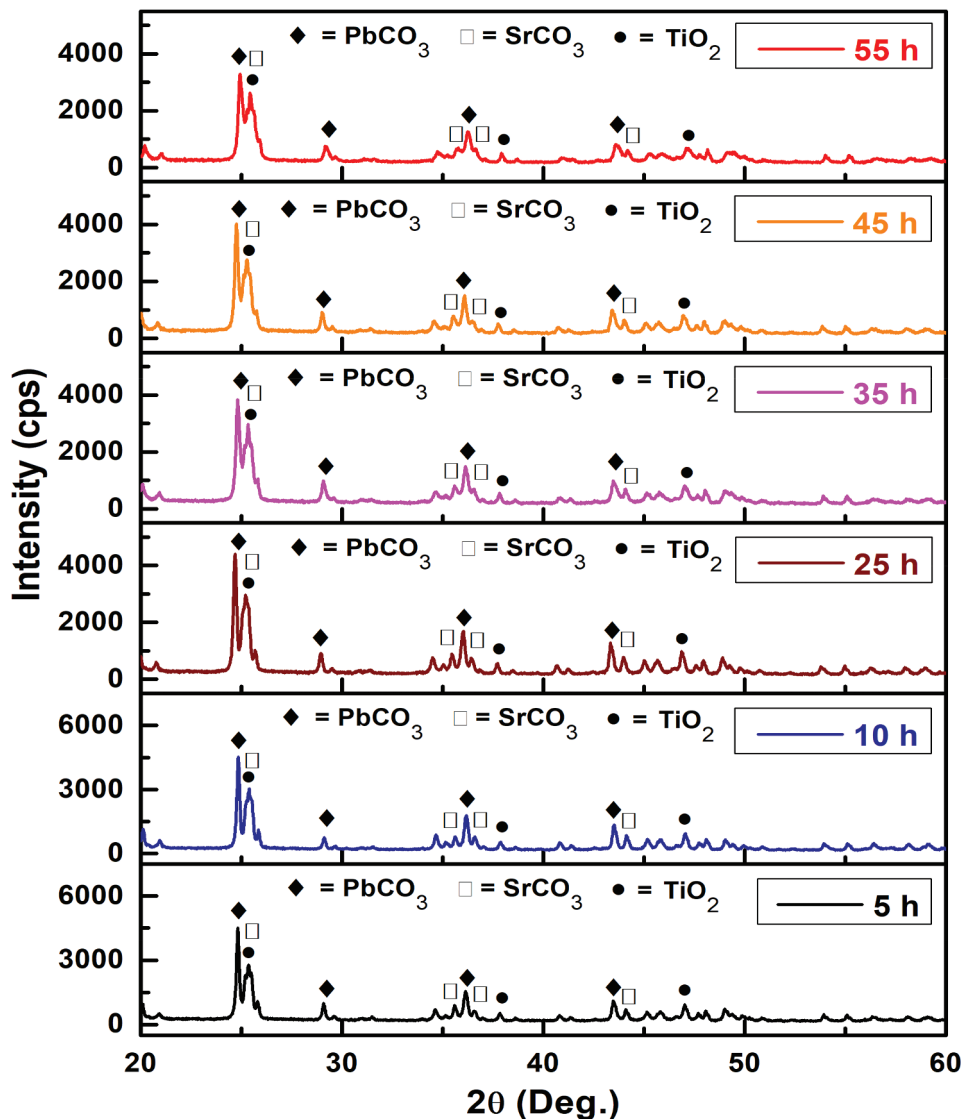 Intensity (cps)
◆ = PbCO3 □ = SrCO3 ● = TiO2
55 h
4000
2000
0
◆ = PbCO3 □ = SrCO3 ● = TiO2
45 h
4000
2000
0
◆ = PbCO3 □ = SrCO3 ● = TiO2
35 h
4000
2000
0
◆ = PbCO3 □ = SrCO3 ● = TiO2
25 h
4000
2000
0
◆ = PbCO3 □ = SrCO3 ● = TiO2
10 h
6000
3000
0
◆ = PbCO3 □ = SrCO3 ● = TiO2
5 h
6000
3000
0
20 30 40 50 60
2θ (Deg.)